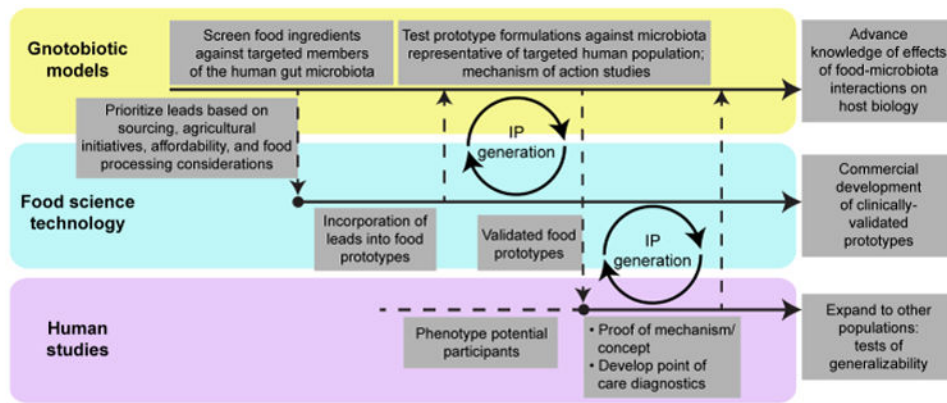 Gnotobiotic
models
Screen food ingredients
against targeted members
of the human gut microbiota
Test prototype formulations against microbiota
representative of targeted human population;
mechanism of action studies
Advance
knowledge of effects
of food-microbiota
interactions on
host biology
Prioritize leads based on
sourcing, agricultural
initiatives, affordability, and food
processing considerations
IP
generation
Food science
technology
Incorporation of
leads into food
prototypes
Validated food
prototypes
IP
generation
Commercial
development
of clinically-
validated
prototypes
Human
studies
Phenotype potential
participants
• Proof of mechanism/
concept
• Develop point of
care diagnostics
Expand to other
populations:
tests of
generalizability